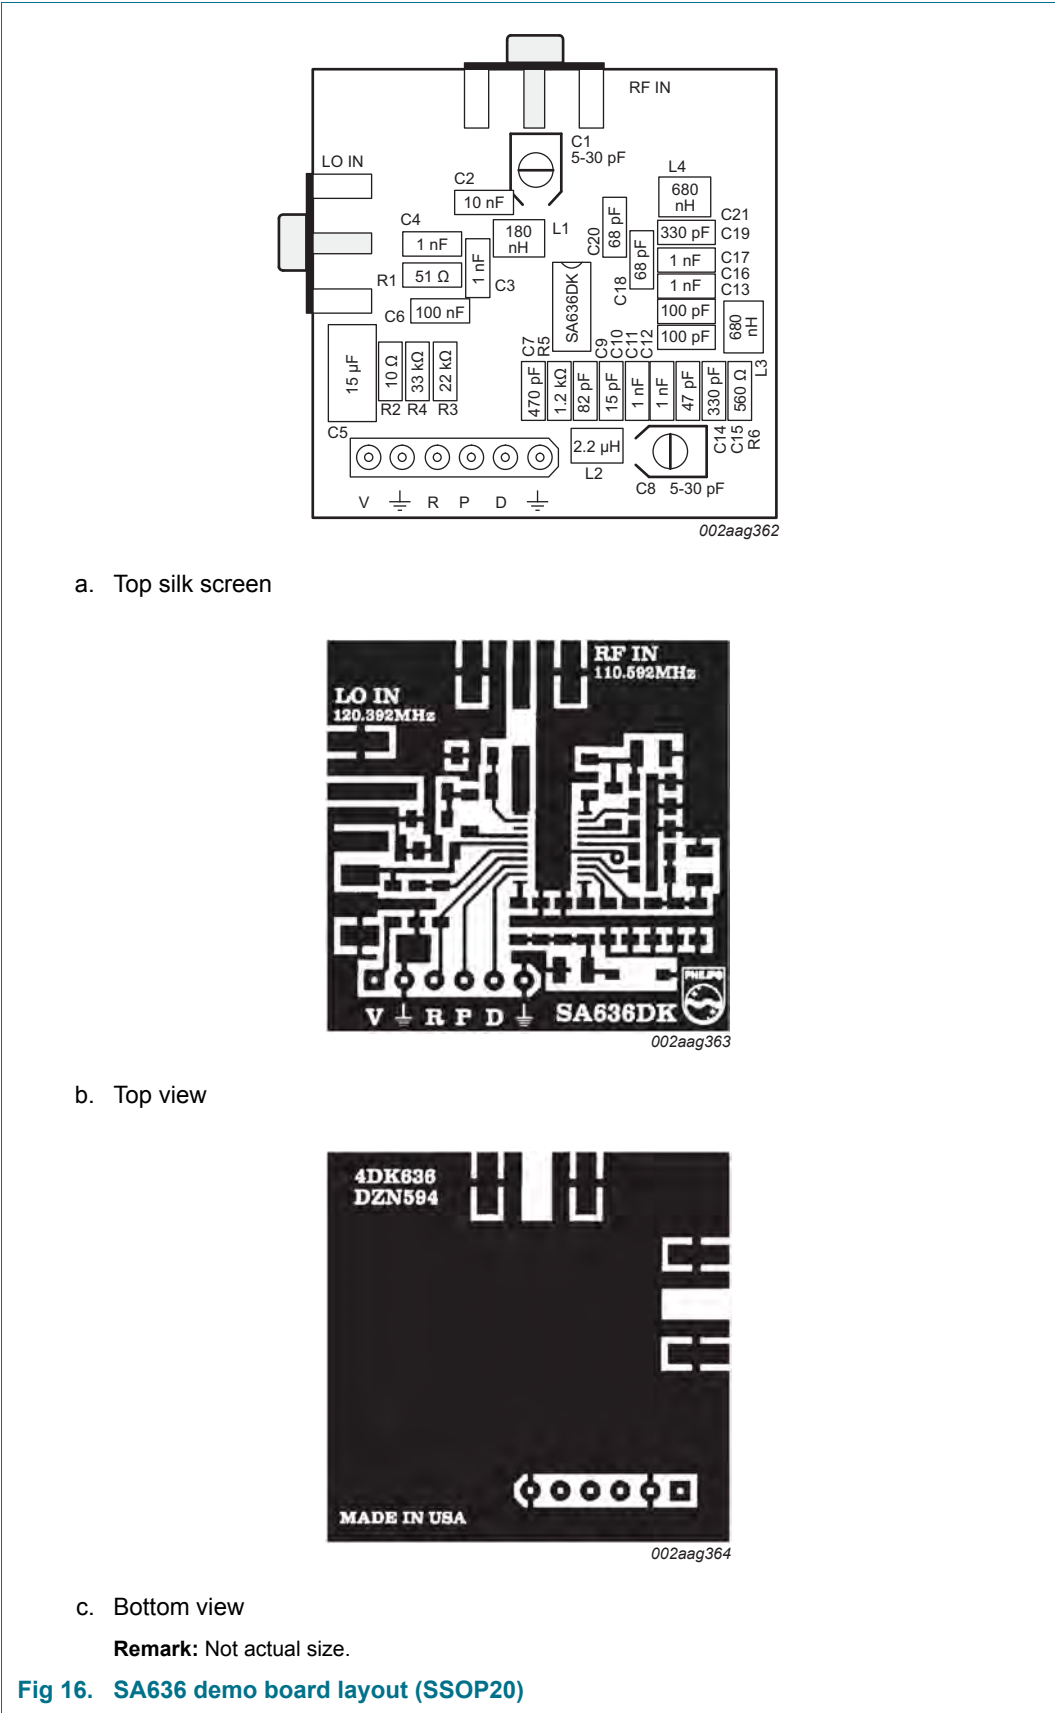 RF IN
C1
5-30 pF
LO IN
C2
10 nF
L4
680
nH
C4
1 nF
180
nH
L1
C20
68 pF
330 pF
C21
C19
R1
51 Ω
1 nF
C3
C18
68 pF
1 nF
C17
C16
1 nF
C13
C6
100 nF
SA636DK
100 pF
100 pF
680
nH
L3
15 µF
C5
10 Ω
33 kΩ
22 kΩ
R2 R4 R3
C7
R5
C9
C10
C11
C12
470 pF
1.2 kΩ
82 pF
15 pF
1 nF
1 nF
47 pF
330 pF
560 Ω
C14
C15
R6
2.2 µH
L2
C8 5-30 pF
V R P D
002aag362
a. Top silk screen
RF IN
110.592MHz
LO IN
120.392MHz
V R P D SA636DK
PHILIPS
002aag363
b. Top view
4DK636
DZN594
MADE IN USA
002aag364
c. Bottom view
Remark: Not actual size.
Fig 16. SA636 demo board layout (SSOP20)